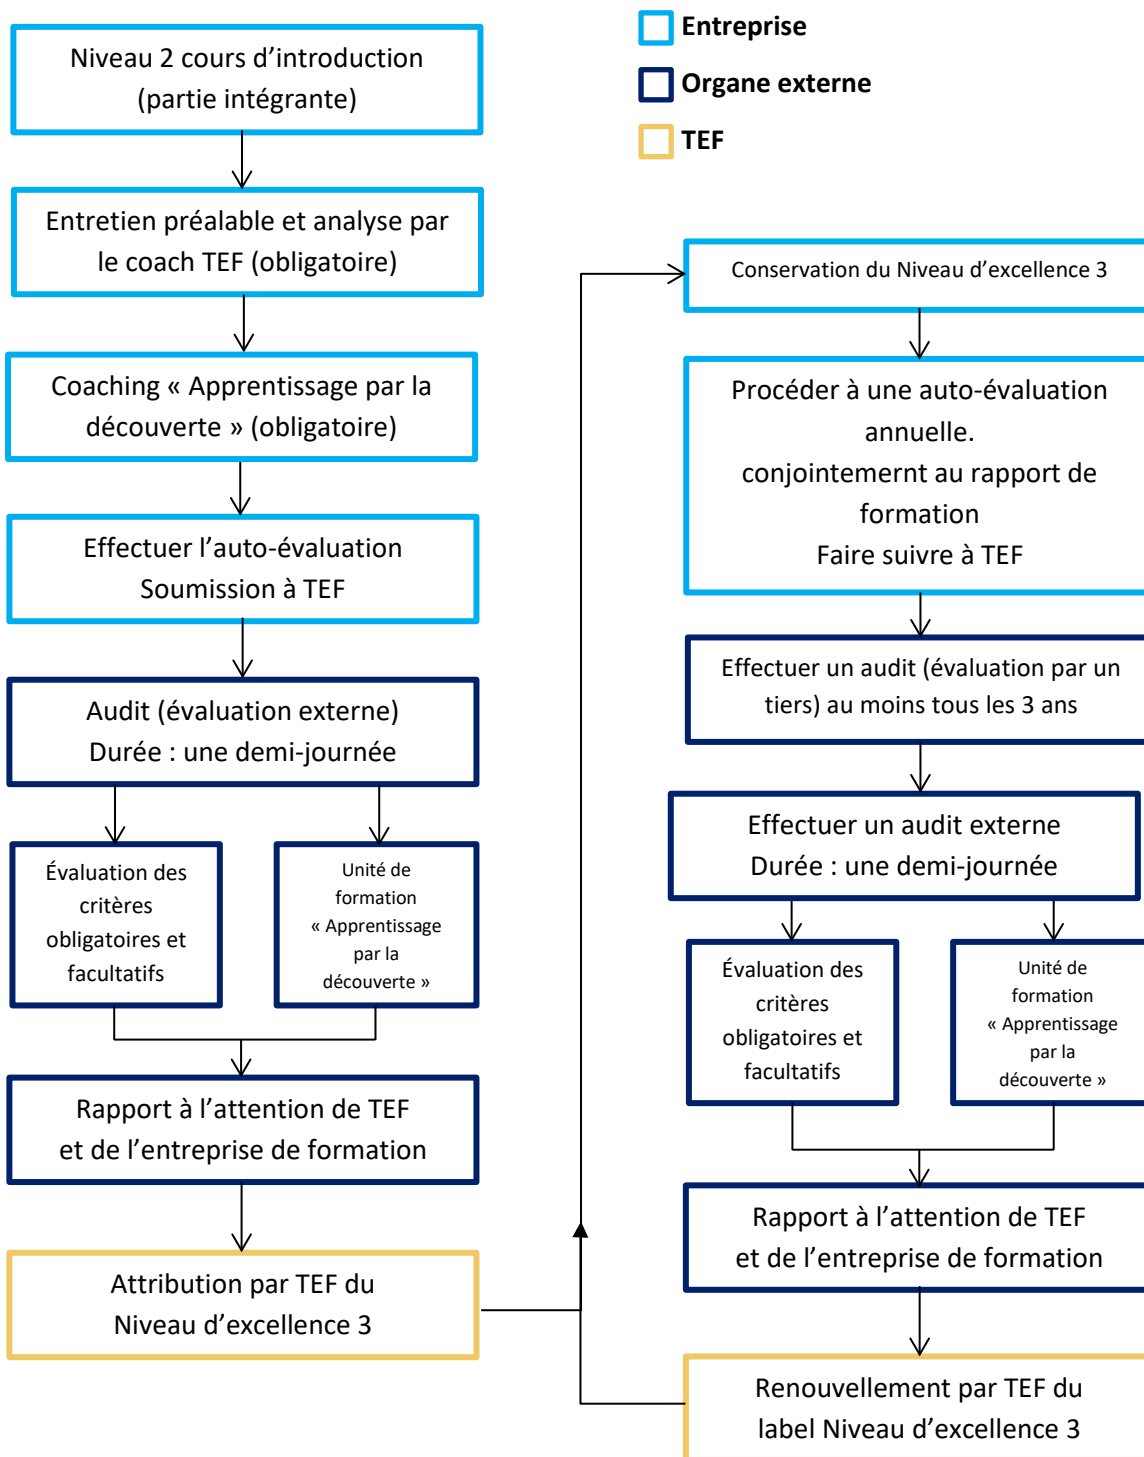 Entreprise
Organe externe
TEF
Niveau 2 cours d’introduction
(partie intégrante)
Entretien préalable et analyse par
le coach TEF (obligatoire)
Coaching « Apprentissage par la
découverte » (obligatoire)
Effectuer l’auto-évaluation
Soumission à TEF
Audit (évaluation externe)
Durée : une demi-journée
Évaluation des
critères
obligatoires et
facultatifs
Unité de
formation
« Apprentissage
par la
découverte »
Rapport à l’attention de TEF
et de l’entreprise de formation
Attribution par TEF du
Niveau d’excellence 3
Conservation du Niveau d’excellence 3
Procéder à une auto-évaluation
annuelle.
conjointemernt au rapport de
formation
Faire suivre à TEF
Effectuer un audit (évaluation par un
tiers) au moins tous les 3 ans
Effectuer un audit externe
Durée : une demi-journée
Évaluation des
critères
obligatoires et
facultatifs
Unité de
formation
« Apprentissage
par la
découverte »
Rapport à l’attention de TEF
et de l’entreprise de formation
Renouvellement par TEF du
label Niveau d’excellence 3